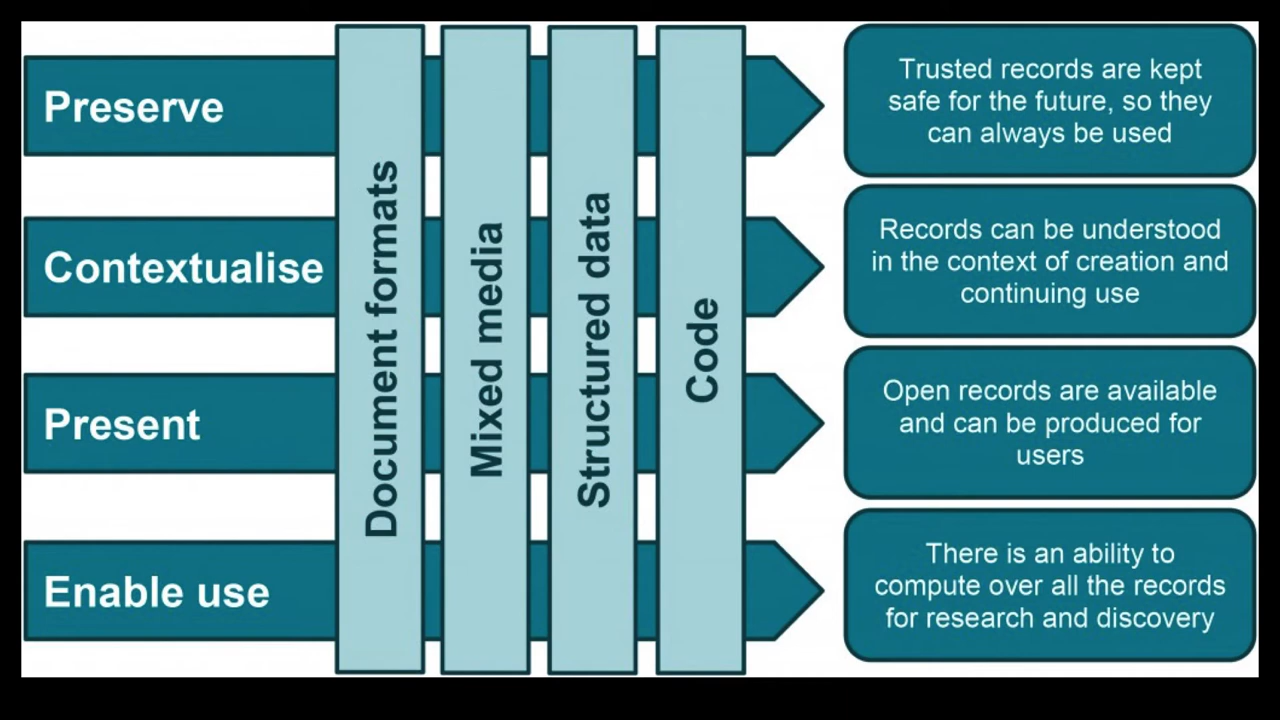 Preserve
Contextualise
Present
Enable use
Document formats
Mixed media
Structured data
Code
Trusted records are kept
safe for the future, so they
can always be used
Records can be understood
in the context of creation and
continuing use
Open records are available
and can be produced for
users
There is an ability to
compute over all the records
for research and discovery